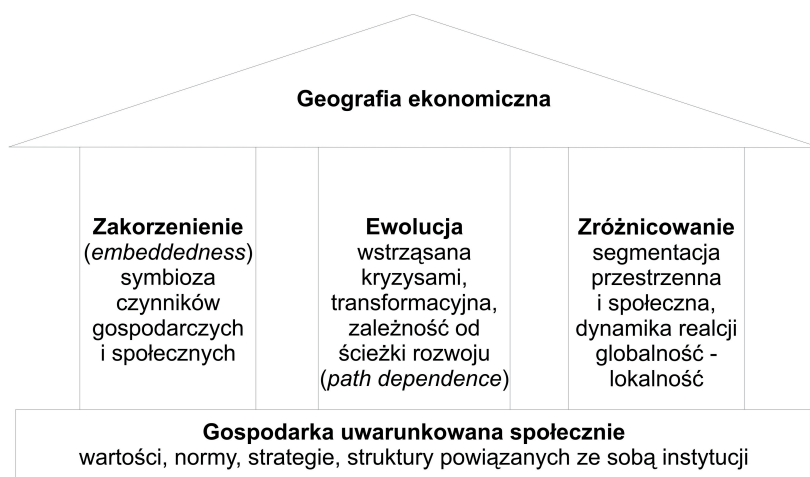 Geografia ekonomiczna
Zakorzenienie
(embeddedness)
symbioza
czynników
gospodarczych
i społecznych
Ewolucja
wstrząsana
kryzysami,
transformacyjna,
zależność od
ścieżki rozwoju
(path dependence)
Zróżnicowanie
segmentacja
przestrzenna
i społeczna,
dynamika realcji
globalność -
lokalność
Gospodarka uwarunkowana społecznie
wartości, normy, strategie, struktury powiązanych ze sobą instytucji